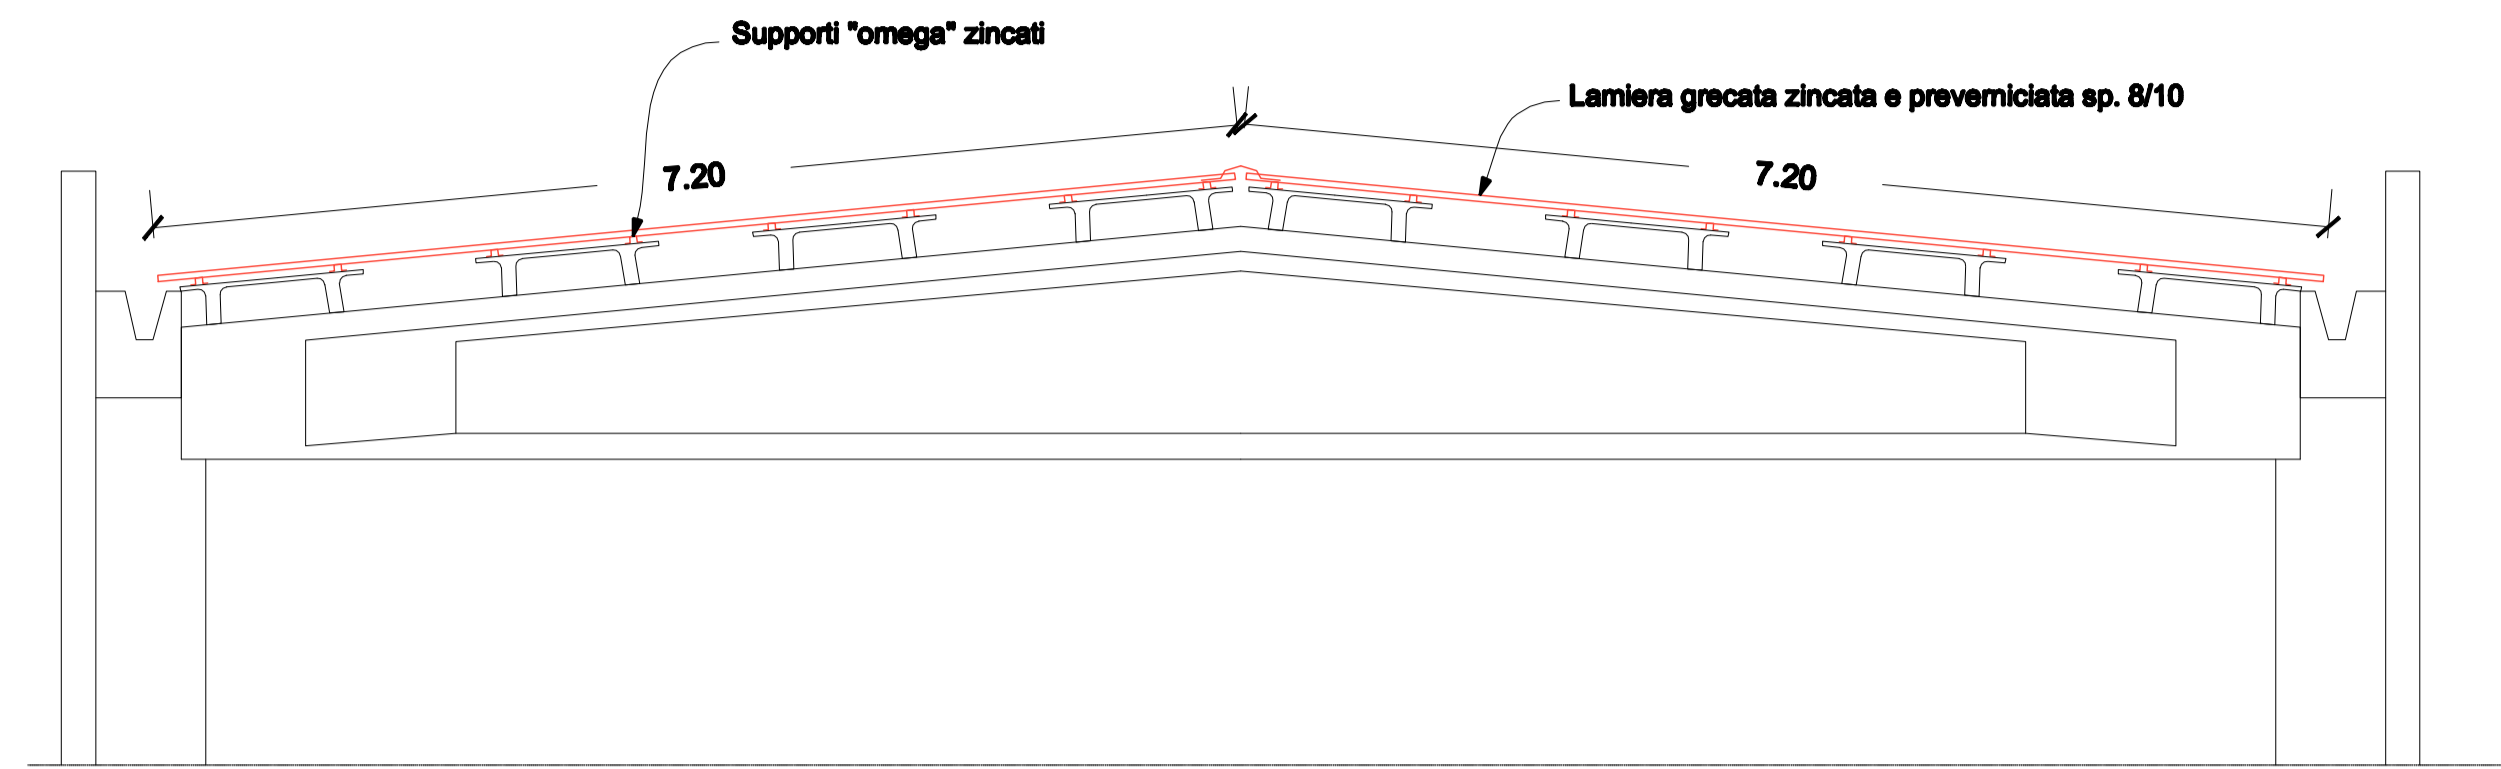 Supporti "omega" zincati
Lamiera grecata zincata e preverniciata sp. 8/10
7.20
7.20